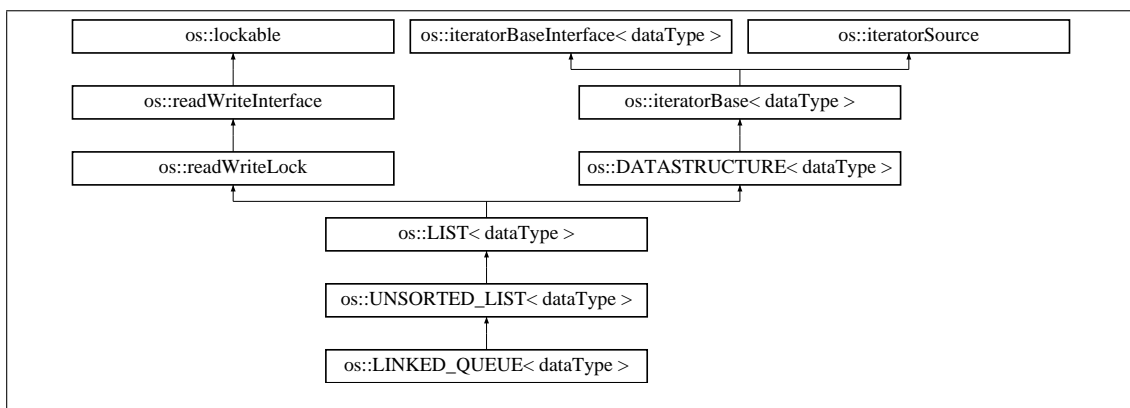 os::lockable
os::iteratorBaseInterface< dataType >
os::iteratorSource
os::readWriteInterface
os::iteratorBase< dataType >
os::readWriteLock
os::DATASTRUCTURE< dataType >
os::LIST< dataType >
os::UNSORTED_LIST< dataType >
os::LINKED_QUEUE< dataType >